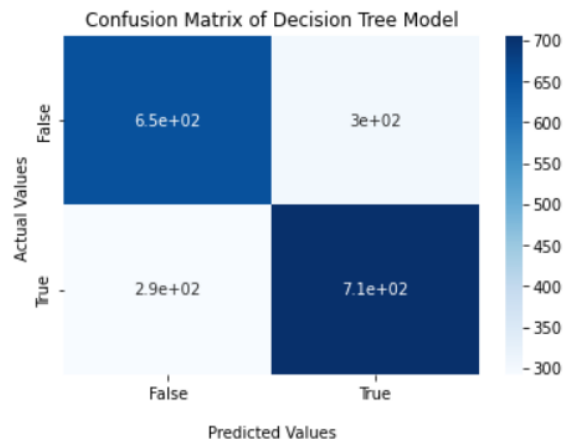 Confusion Matrix of Decision Tree Model
Actual Values
False
True
6.5e+02
3e+02
2.9e+02
7.1e+02
False
True
Predicted Values
700
650
600
550
500
450
400
350
300